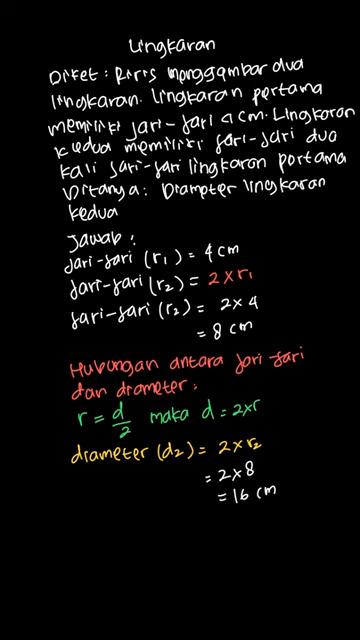 Lingkaran
Diket: Riris menggambar dua
lingkaran. Lingkaran pertama
memiliki jari-jari 4 cm. Lingkaran
kedua memiliki jari-jari dua
kali jari-jari lingkaran pertama
Ditanya: Diameter lingkaran
kedua
Jawab:
jari-jari (r₁) = 4 cm
jari-jari (r₂) = 2 x r₁
jari-jari (r₂) = 2 x 4
= 8 cm
Hubungan antara jari-jari
dan diameter:
r = d/2 maka d = 2xr
diameter (d₂) = 2 x r₂
= 2 x 8
= 16 cm